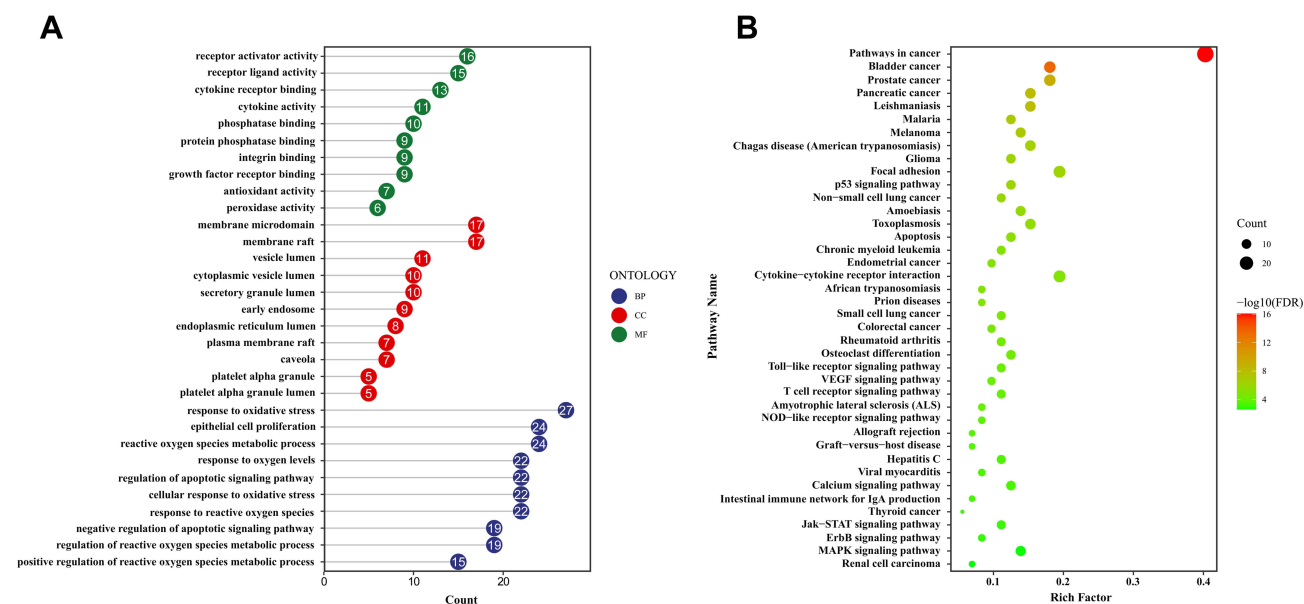 A
receptor activator activity
16
receptor ligand activity
15
cytokine receptor binding
13
cytokine activity
11
phosphatase binding
10
protein phosphatase binding
9
integrin binding
9
growth factor receptor binding
9
antioxidant activity
7
peroxidase activity
6
membrane microdomain
17
membrane raft
17
vesicle lumen
11
cytoplasmic vesicle lumen
10
secretory granule lumen
10
early endosome
9
endoplasmic reticulum lumen
8
plasma membrane raft
7
caveola
7
platelet alpha granule
5
platelet alpha granule lumen
5
response to oxidative stress
27
epithelial cell proliferation
24
reactive oxygen species metabolic process
24
response to oxygen levels
22
regulation of apoptotic signaling pathway
22
cellular response to oxidative stress
22
response to reactive oxygen species
22
negative regulation of apoptotic signaling pathway
19
regulation of reactive oxygen species metabolic process
19
positive regulation of reactive oxygen species metabolic process
15
0
10
20
Count
ONTOLOGY
BP
CC
MF
B
Pathway Name
Pathways in cancer
Bladder cancer
Prostate cancer
Pancreatic cancer
Leishmaniasis
Malaria
Melanoma
Chagas disease (American trypanosomiasis)
Glioma
Focal adhesion
p53 signaling pathway
Non−small cell lung cancer
Amoebiasis
Toxoplasmosis
Apoptosis
Chronic myeloid leukemia
Endometrial cancer
Cytokine−cytokine receptor interaction
African trypanosomiasis
Prion diseases
Small cell lung cancer
Colorectal cancer
Rheumatoid arthritis
Osteoclast differentiation
Toll−like receptor signaling pathway
VEGF signaling pathway
T cell receptor signaling pathway
Amyotrophic lateral sclerosis (ALS)
NOD−like receptor signaling pathway
Allograft rejection
Graft−versus−host disease
Hepatitis C
Viral myocarditis
Calcium signaling pathway
Intestinal immune network for IgA production
Thyroid cancer
Jak−STAT signaling pathway
ErbB signaling pathway
MAPK signaling pathway
Renal cell carcinoma
0.1
0.2
0.3
0.4
Rich Factor
Count
10
20
−log10(FDR)
16
12
8
4